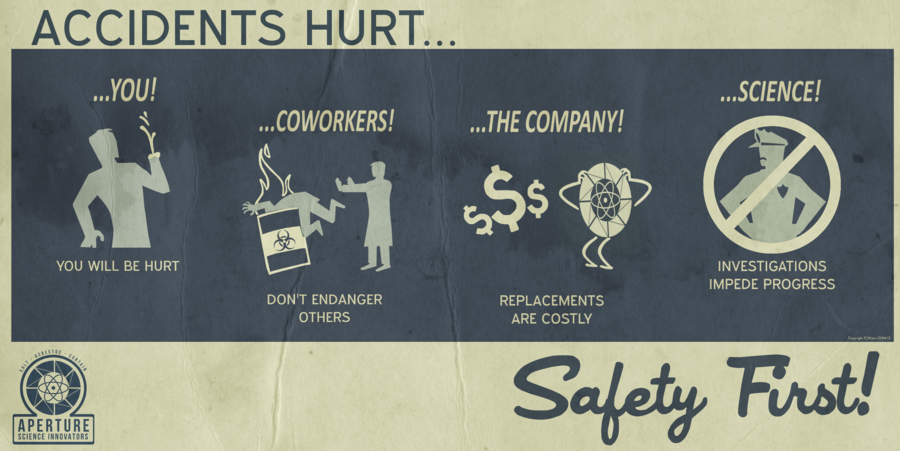 ACCIDENTS HURT...
...YOU!
YOU WILL BE HURT
...COWORKERS!
DON'T ENDANGER
OTHERS
...THE COMPANY!
$$$
REPLACEMENTS
ARE COSTLY
...SCIENCE!
INVESTIGATIONS
IMPEDE PROGRESS
APERTURE
SCIENCE INNOVATORS
Safety First!